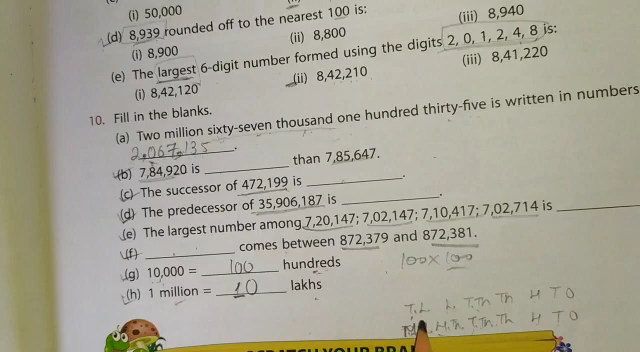 (i) 50,000
(d) 8,939 rounded off to the nearest 100 is:
(i) 8,900 (ii) 8,800 (iii) 8,940
(e) The largest 6-digit number formed using the digits 2, 0, 1, 2, 4, 8 is:
(i) 8,42,120 (ii) 8,42,210 (iii) 8,41,220
10. Fill in the blanks.
(a) Two million sixty-seven thousand one hundred thirty-five is written in numbers
2,067,135.
(b) 7,84,920 is ________ than 7,85,647.
(c) The successor of 472,199 is ________.
(d) The predecessor of 35,906,187 is ________.
(e) The largest number among 7,20,147; 7,02,147; 7,10,417; 7,02,714 is ________
(f) ________ comes between 872,379 and 872,381.
(g) 10,000 = 100 hundreds 100 x 100
(h) 1 million = 10 lakhs
T.L L T.Th Th H T O
H.Th T.Th Th H T O